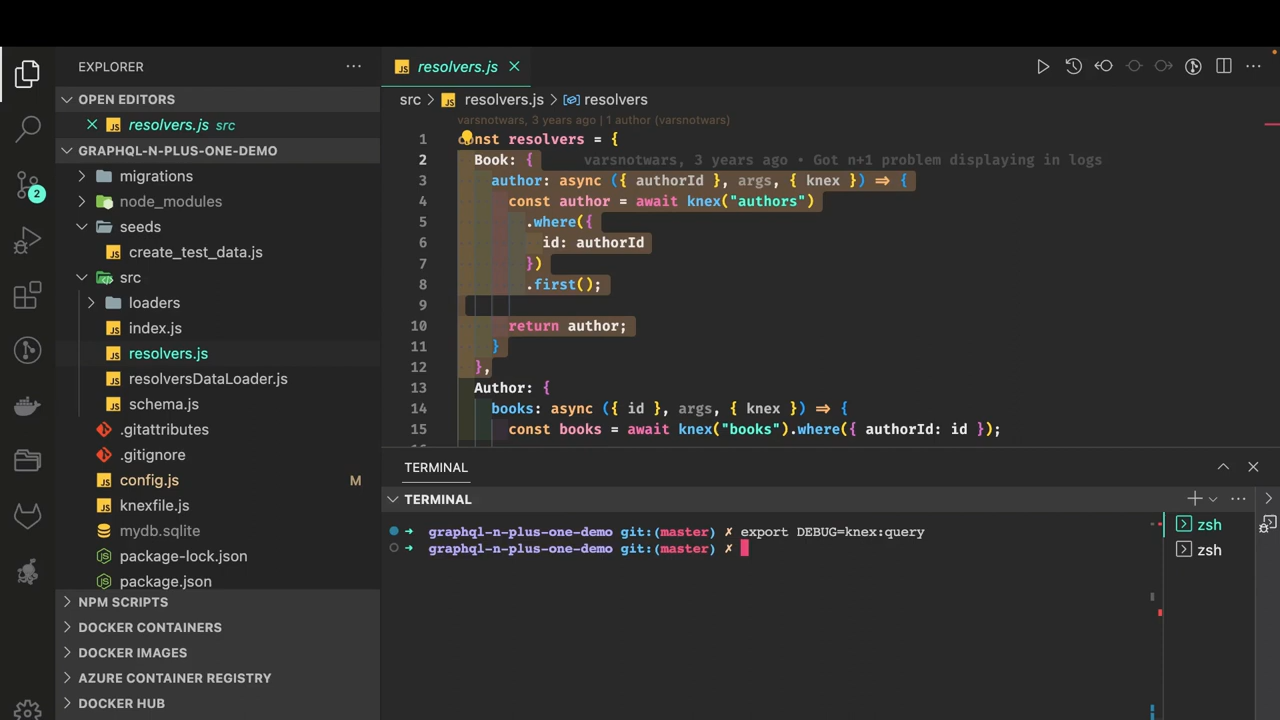 EXPLORER
OPEN EDITORS
resolvers.js src
GRAPHQL-N-PLUS-ONE-DEMO
migrations
node_modules
seeds
create_test_data.js
src
loaders
index.js
resolvers.js
resolversDataLoader.js
schema.js
.gitattributes
.gitignore
config.js M
knexfile.js
mydb.sqlite
package-lock.json
package.json
NPM SCRIPTS
DOCKER CONTAINERS
DOCKER IMAGES
AZURE CONTAINER REGISTRY
DOCKER HUB
2
resolvers.js
src > resolvers.js > resolvers
varsnotwars, 3 years ago | 1 author (varsnotwars)
1 const resolvers = {
2 Book: { varsnotwars, 3 years ago • Got n+1 problem displaying in logs
3 author: async ({ authorId }, args, { knex }) => {
4 const author = await knex("authors")
5 .where({
6 id: authorId
7 })
8 .first();
9
10 return author;
11 }
12 },
13 Author: {
14 books: async ({ id }, args, { knex }) => {
15 const books = await knex("books").where({ authorId: id });
TERMINAL
TERMINAL
→ graphql-n-plus-one-demo git:(master) ✗ export DEBUG=knex:query
→ graphql-n-plus-one-demo git:(master) ✗
zsh
zsh